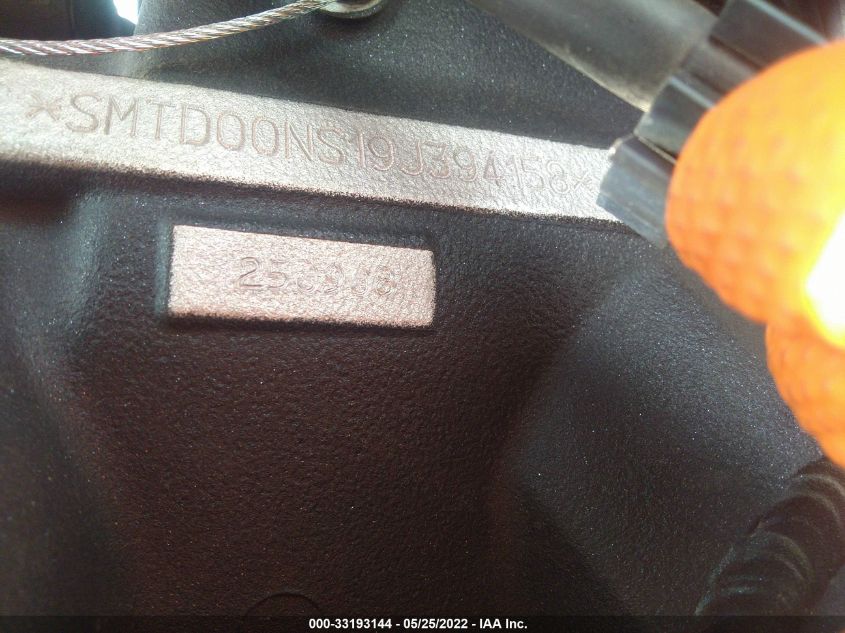 *SMTD00NS19J394158*
000-33193144 - 05/25/2022 - IAA Inc.